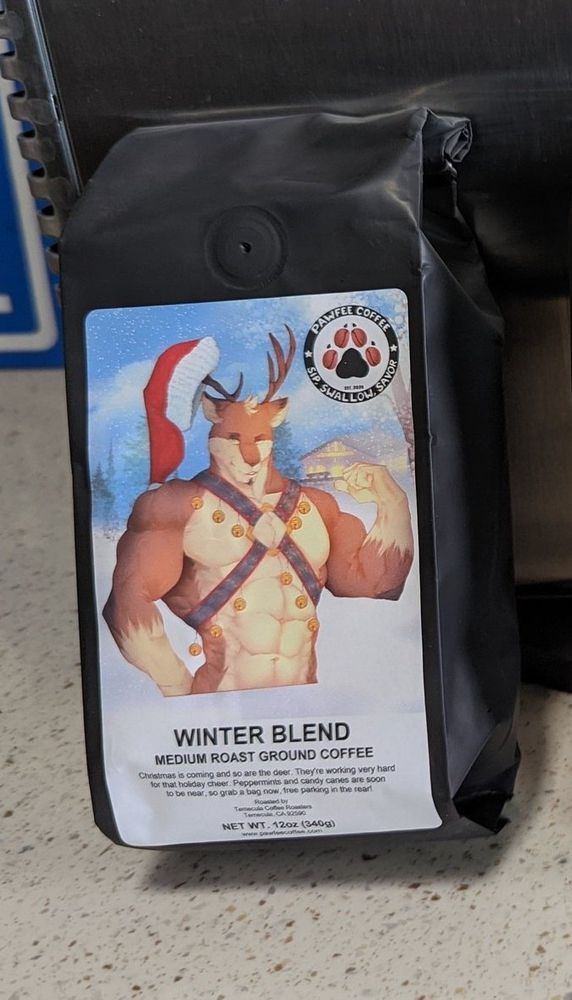 PAWFEE COFFEE
EST. 2020
SIP, SWALLOW, SAVOR
WINTER BLEND
MEDIUM ROAST GROUND COFFEE
Christmas is coming and so are the deer. They're working very hard
for that holiday cheer. Peppermints and candy canes are soon
to be near, so grab a bag now, free parking in the rear!
Roasted by
Temecula Coffee Roasters
Temecula, CA 92590
NET WT. 12oz (340g)
www.pawfeecoffee.com